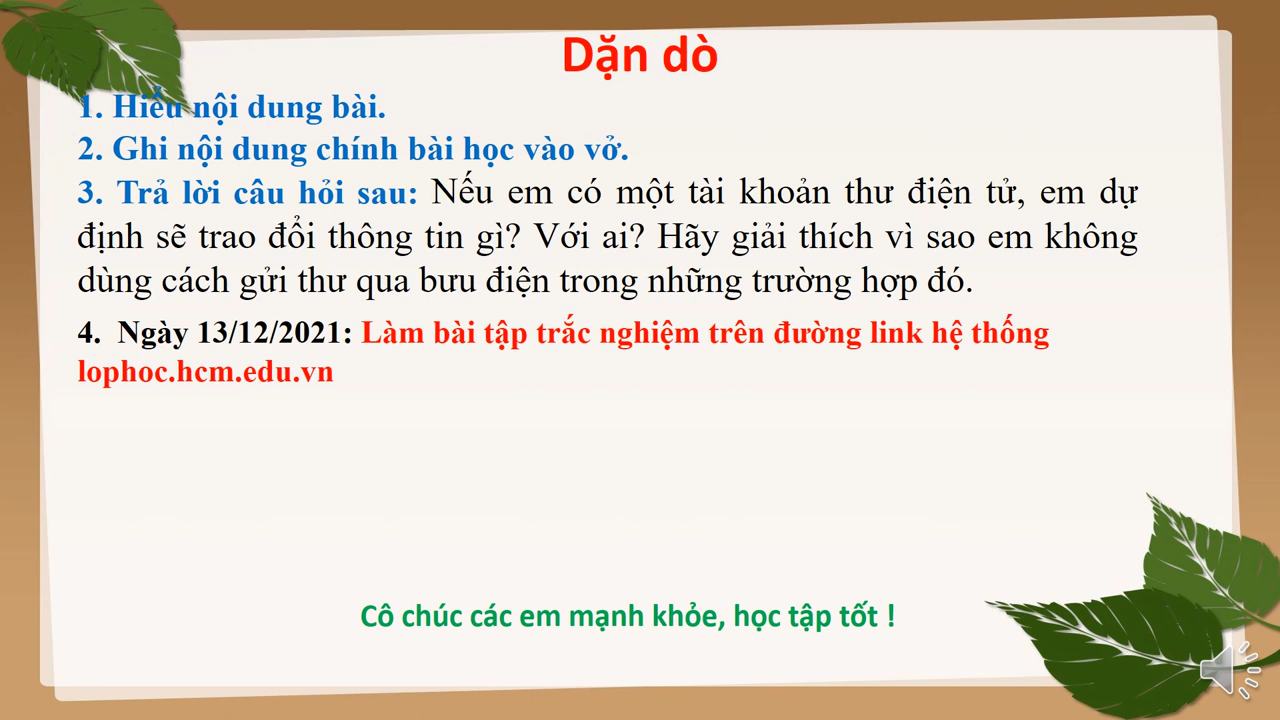 Dặn dò
1. Hiểu nội dung bài.
2. Ghi nội dung chính bài học vào vở.
3. Trả lời câu hỏi sau: Nếu em có một tài khoản thư điện tử, em dự
định sẽ trao đổi thông tin gì? Với ai? Hãy giải thích vì sao em không
dùng cách gửi thư qua bưu điện trong những trường hợp đó.
4. Ngày 13/12/2021: Làm bài tập trắc nghiệm trên đường link hệ thống
lophoc.hcm.edu.vn
Cô chúc các em mạnh khỏe, học tập tốt !